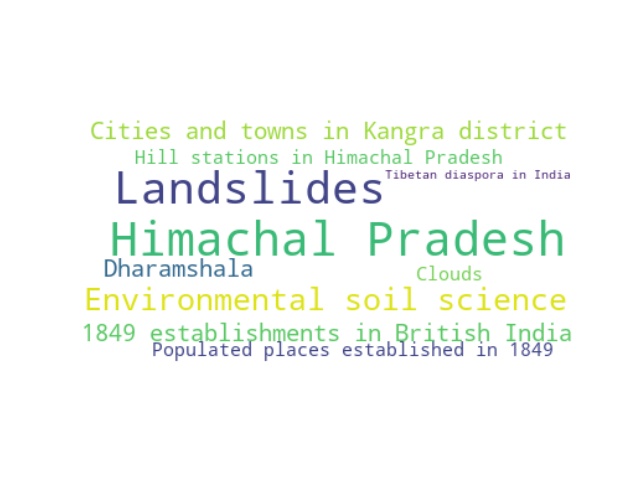 Cities and towns in Kangra district
Hill stations in Himachal Pradesh
Tibetan diaspora in India
Landslides
Himachal Pradesh
Dharamshala
Clouds
Environmental soil science
1849 establishments in British India
Populated places established in 1849